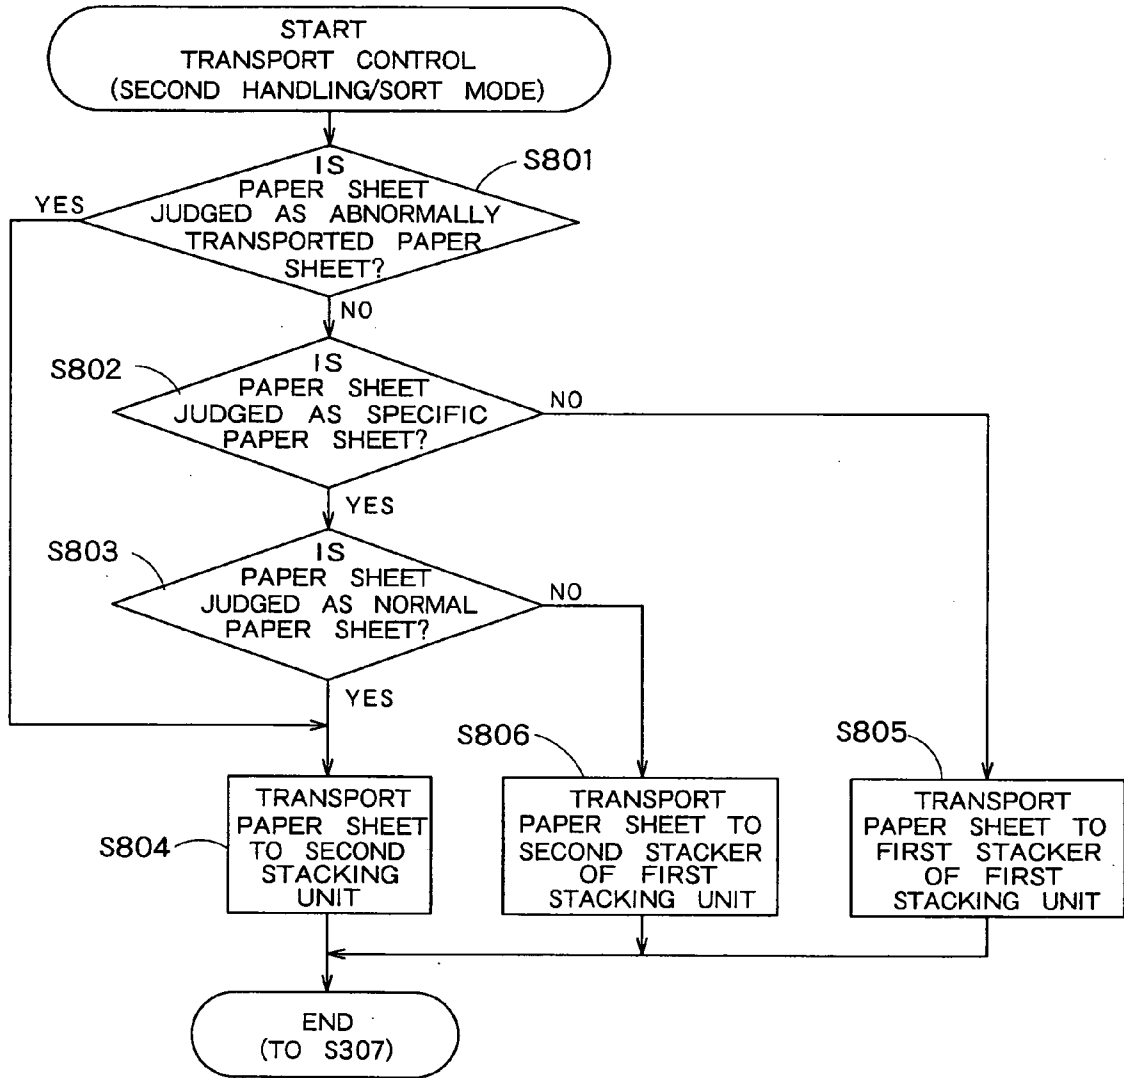 START
TRANSPORT CONTROL
(SECOND HANDLING/SORT MODE)
S801
IS
PAPER SHEET
JUDGED AS ABNORMALLY
TRANSPORTED PAPER
SHEET?
YES
NO
S802
IS
PAPER SHEET
JUDGED AS SPECIFIC
PAPER SHEET?
NO
YES
S803
IS
PAPER SHEET
JUDGED AS NORMAL
PAPER SHEET?
NO
YES
S804
TRANSPORT
PAPER SHEET
TO SECOND
STACKING
UNIT
S806
TRANSPORT
PAPER SHEET TO
SECOND STACKER
OF FIRST
STACKING UNIT
S805
TRANSPORT
PAPER SHEET TO
FIRST STACKER
OF FIRST
STACKING UNIT
END
(TO S307)